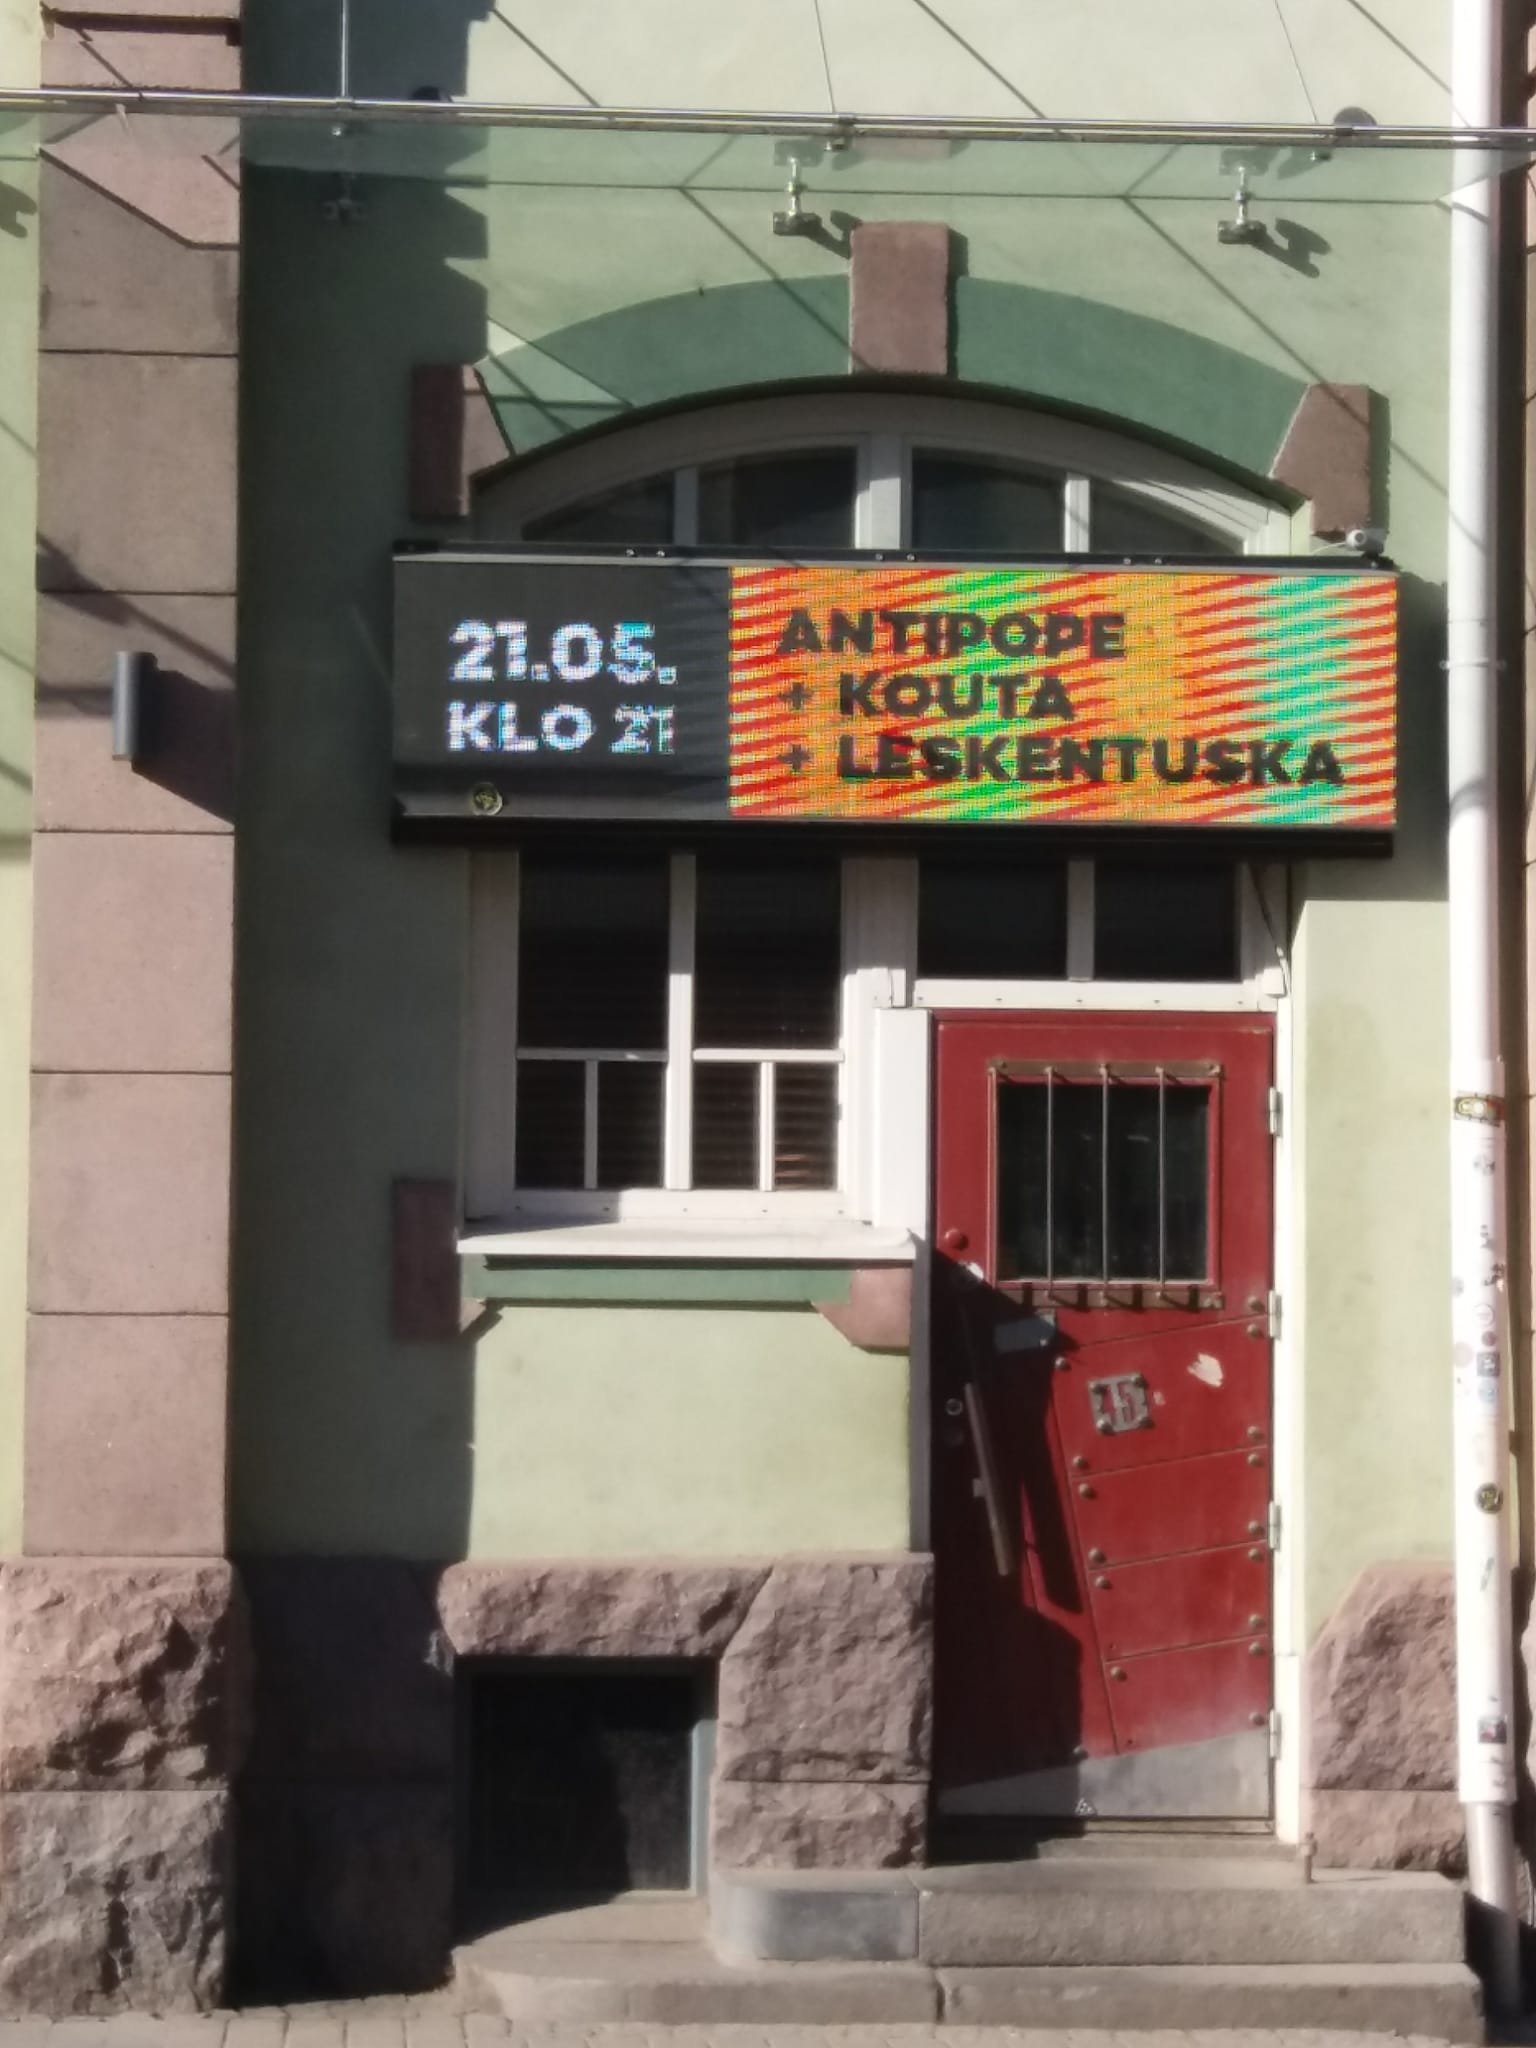 21.05.
KLO 21
ANTIPOPE
+ KOUTA
+ LESKENTUSKA